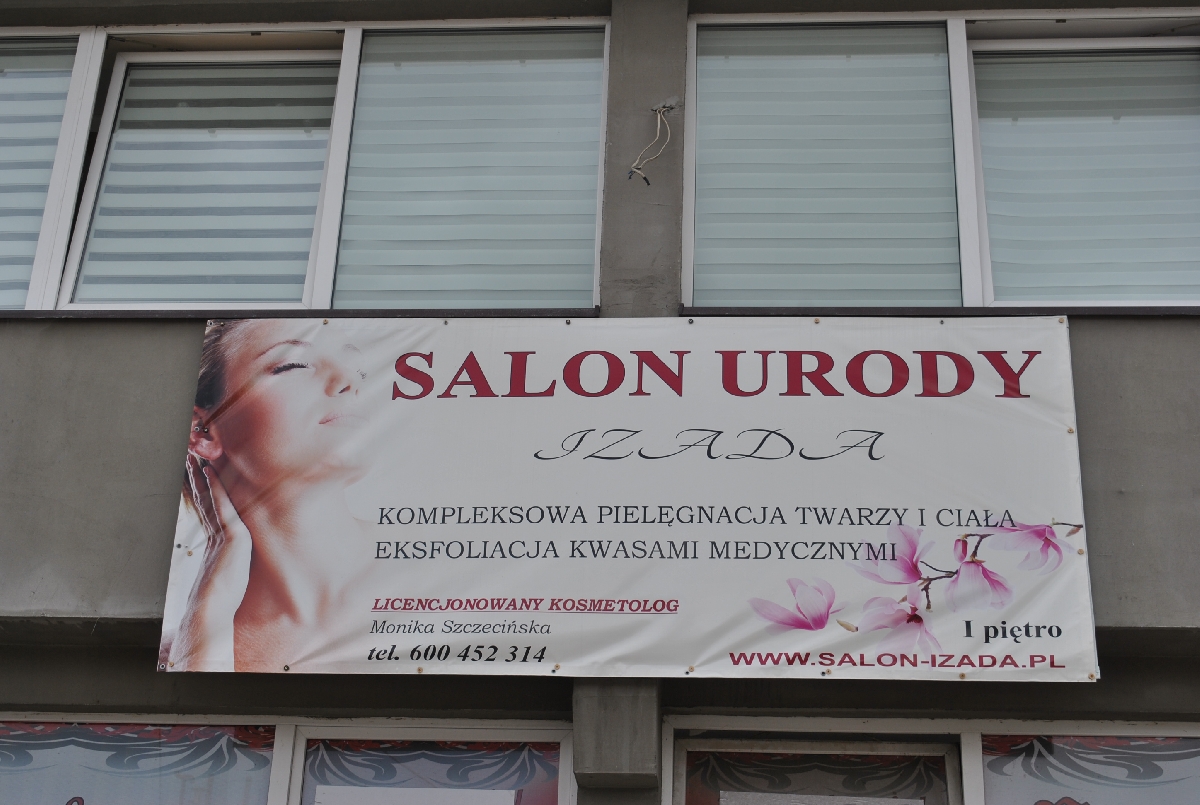 SALON URODY
IZADA
KOMPLEKSOWA PIELĘGNACJA TWARZY I CIAŁA
EKSFOLIACJA KWASAMI MEDYCZNYMI
LICENCJONOWANY KOSMETOLOG
Monika Szczecińska
tel. 600 452 314
I piętro
WWW.SALON-IZADA.PL